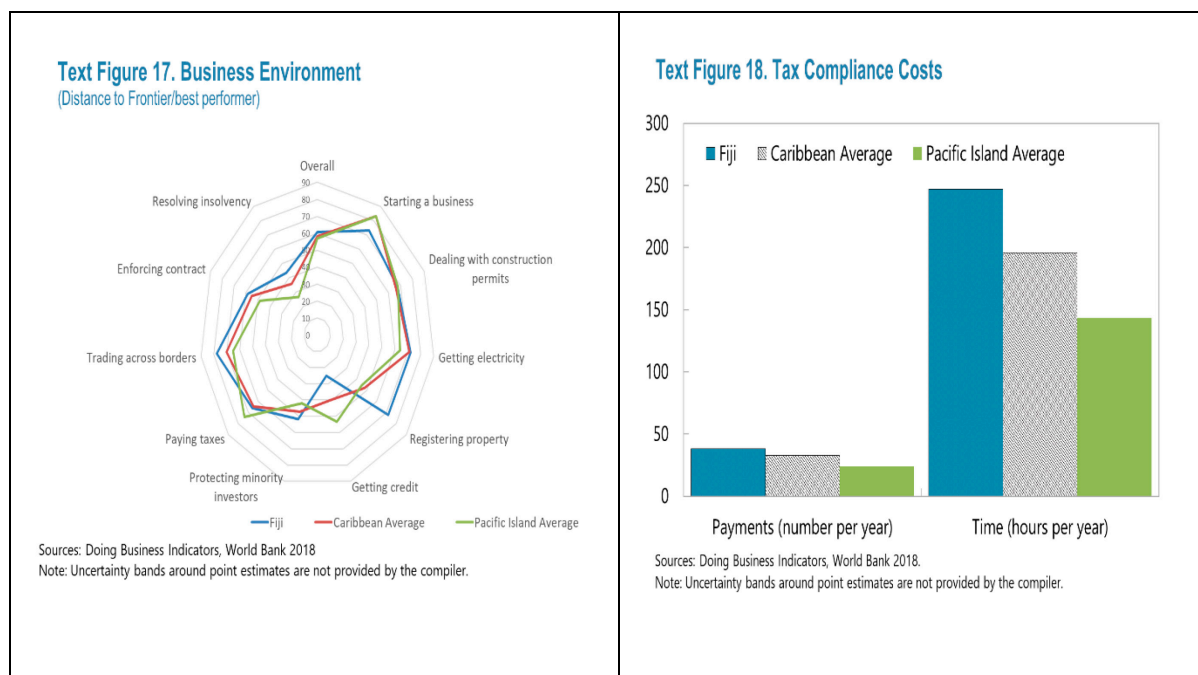 Text Figure 17. Business Environment
(Distance to Frontier/best performer)
Overall
90
80
70
60
50
40
30
20
10
0
Starting a business
Dealing with construction
permits
Getting electricity
Registering property
Getting credit
Protecting minority
investors
Paying taxes
Trading across borders
Enforcing contract
Resolving insolvency
Fiji
Caribbean Average
Pacific Island Average
Sources: Doing Business Indicators, World Bank 2018
Note: Uncertainty bands around point estimates are not provided by the compiler.
Text Figure 18. Tax Compliance Costs
300
250
200
150
100
50
0
Fiji
Caribbean Average
Pacific Island Average
Payments (number per year)
Time (hours per year)
Sources: Doing Business Indicators, World Bank 2018.
Note: Uncertainty bands around point estimates are not provided by the compiler.